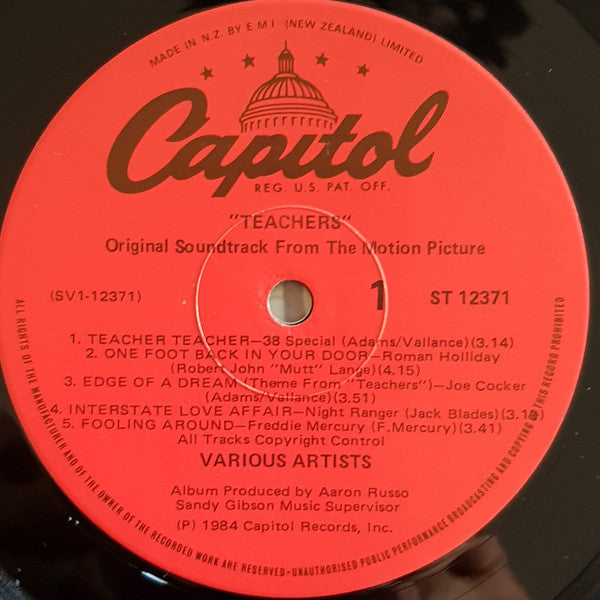 MADE IN N.Z. BY E M I (NEW ZEALAND) LIMITED
Capitol
REG. U.S. PAT. OFF.
"TEACHERS"
Original Soundtrack From The Motion Picture
(SV1-12371) 1 ST 12371
1. TEACHER TEACHER—38 Special (Adams/Vallance)(3.14)
2. ONE FOOT BACK IN YOUR DOOR—Roman Holliday
(Robert John "Mutt" Lange)(4.15)
3. EDGE OF A DREAM (Theme From "Teachers")—Joe Cocker
(Adams/Vallance)(3.51)
4. INTERSTATE LOVE AFFAIR—Night Ranger (Jack Blades)
5. FOOLING AROUND—Freddie Mercury (F.Mercury)(3.41)
All Tracks Copyright Control
VARIOUS ARTISTS
Album Produced by Aaron Russo
Sandy Gibson Music Supervisor
(P) 1984 Capitol Records, Inc.
ALL RIGHTS OF THE MANUFACTURER AND OF THE OWNER OF THE RECORDED WORK ARE RESERVED—UNAUTHORISED PUBLIC PERFORMANCE BROADCASTING AND COPYING OF THIS RECORD PROHIBITED